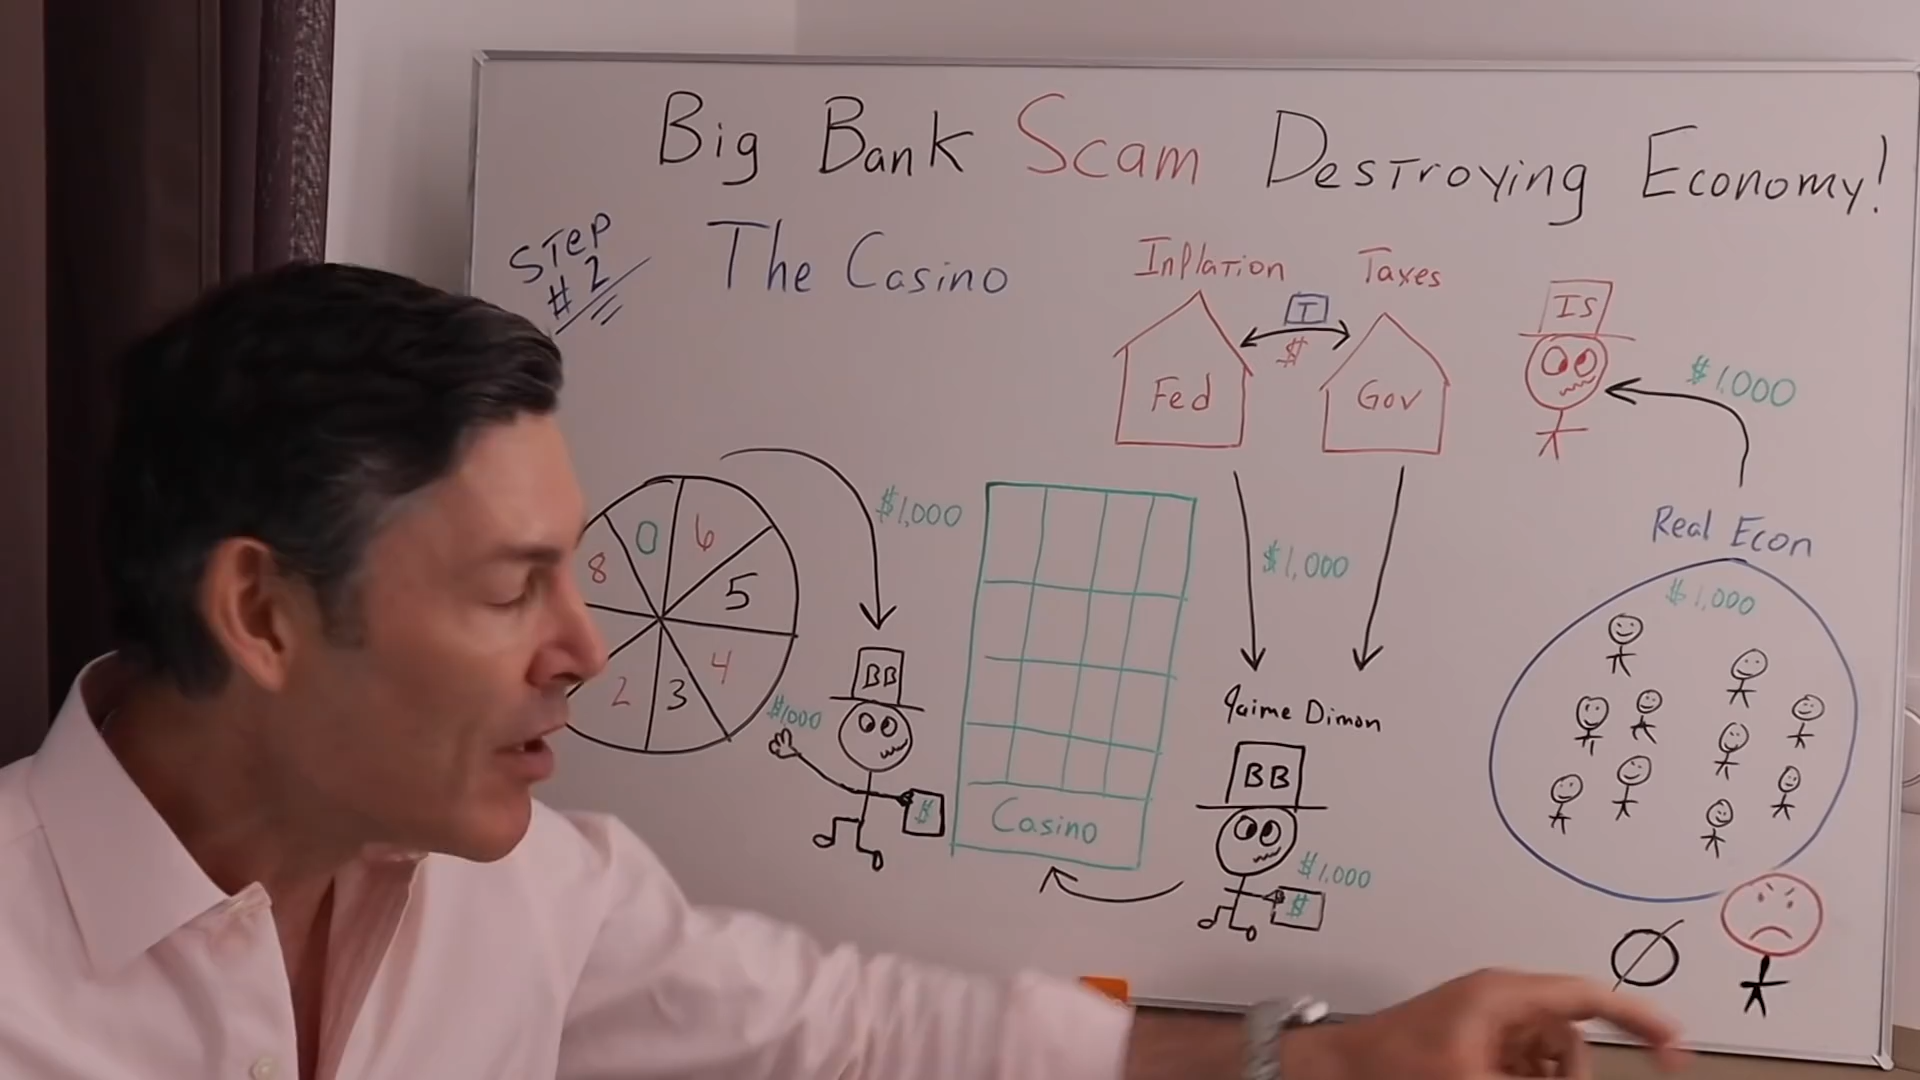 Big Bank Scam Destroying Economy!
Step
#2
The Casino
Inflation
Taxes
T
$
Fed
Gov
IS
$1,000
Real Econ
$1,000
0
6
8
5
2
3
4
$1,000
BB
$1000
$
Casino
$1,000
Jaime Dimon
BB
$1,000
$